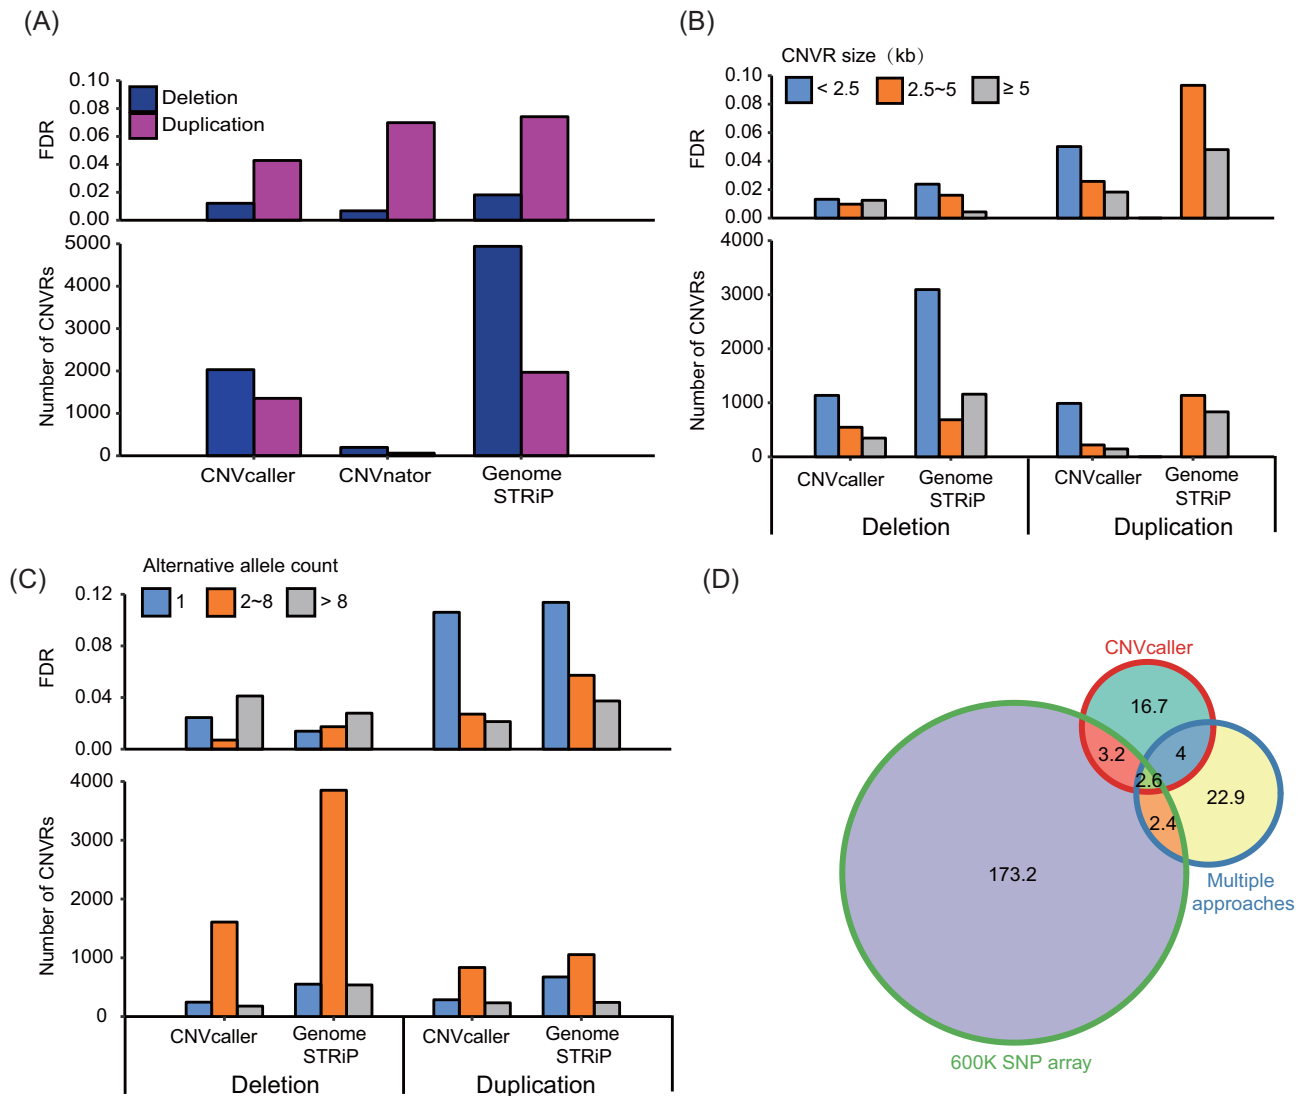 (A)
0.10
0.08
0.06
0.04
0.02
0.00
FDR
Deletion
Duplication
5000
4000
3000
2000
1000
0
Number of CNVRs
CNVcaller
CNVnator
Genome
STRiP
(B)
CNVR size (kb)
< 2.5
2.5~5
≥ 5
0.10
0.08
0.06
0.04
0.02
0.00
FDR
4000
3000
2000
1000
0
Number of CNVRs
CNVcaller
Genome
STRiP
CNVcaller
Genome
STRiP
Deletion
Duplication
(C)
Alternative allele count
1
2~8
> 8
0.12
0.08
0.04
0.00
FDR
4000
3000
2000
1000
0
Number of CNVRs
CNVcaller
Genome
STRiP
CNVcaller
Genome
STRiP
Deletion
Duplication
(D)
CNVcaller
16.7
3.2
4
2.6
22.9
2.4
173.2
Multiple
approaches
600K SNP array